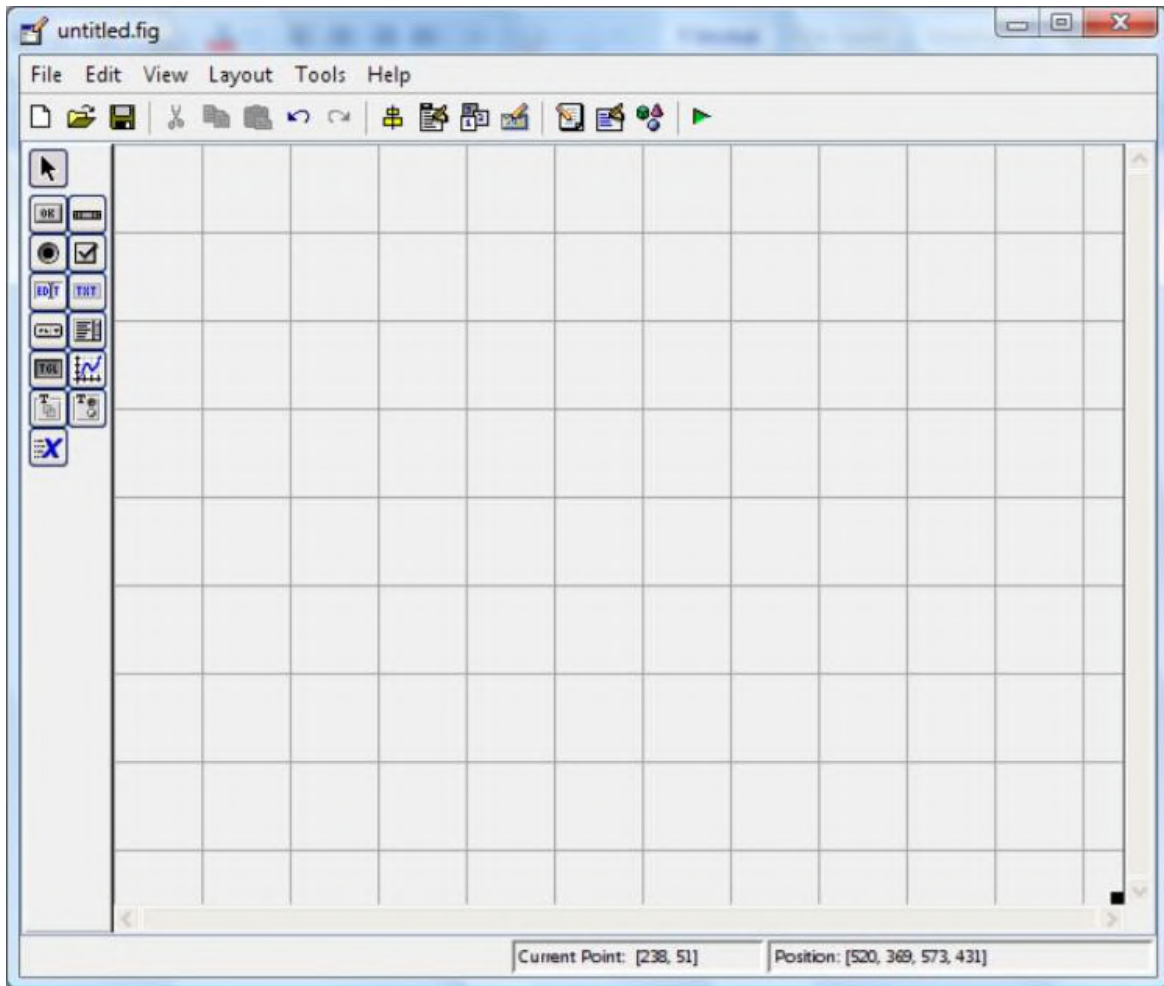 untitled.fig
File Edit View Layout Tools Help
OK
EDIT TXT
TGL
T T
X
Current Point: [238, 51] Position: [520, 369, 573, 431]